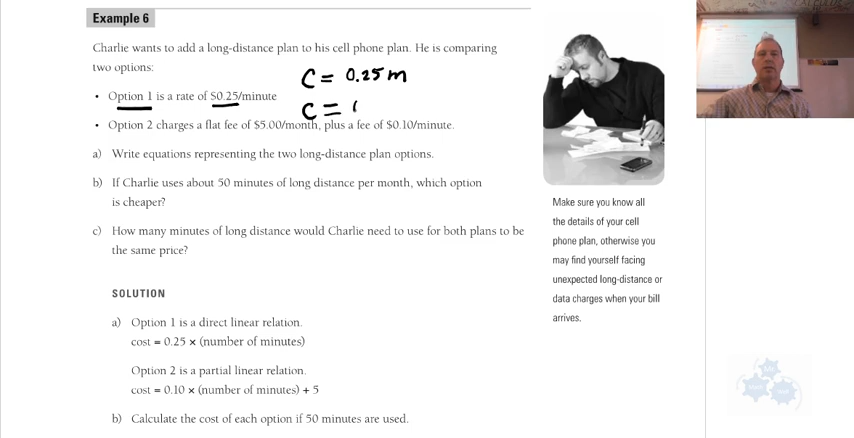 Example 6
Charlie wants to add a long-distance plan to his cell phone plan. He is comparing
two options:
C = 0.25 m
• Option 1 is a rate of $0.25/minute
C = (
• Option 2 charges a flat fee of $5.00/month, plus a fee of $0.10/minute.
a) Write equations representing the two long-distance plan options.
b) If Charlie uses about 50 minutes of long distance per month, which option
is cheaper?
c) How many minutes of long distance would Charlie need to use for both plans to be
the same price?
SOLUTION
a) Option 1 is a direct linear relation.
cost = 0.25 × (number of minutes)
Option 2 is a partial linear relation.
cost = 0.10 × (number of minutes) + 5
b) Calculate the cost of each option if 50 minutes are used.
Make sure you know all
the details of your cell
phone plan, otherwise you
may find yourself facing
unexpected long-distance or
data charges when your bill
arrives.